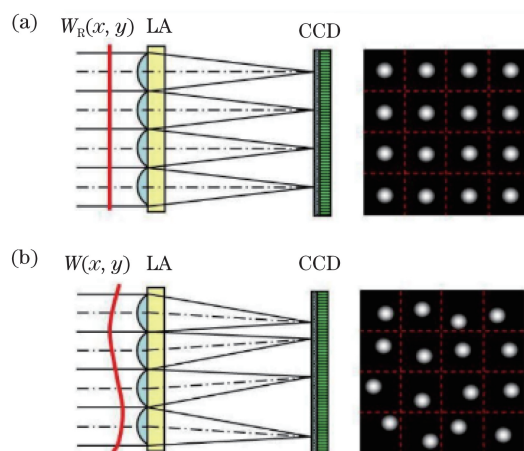 (a) W_R(x, y) LA CCD
(b) W(x, y) LA CCD